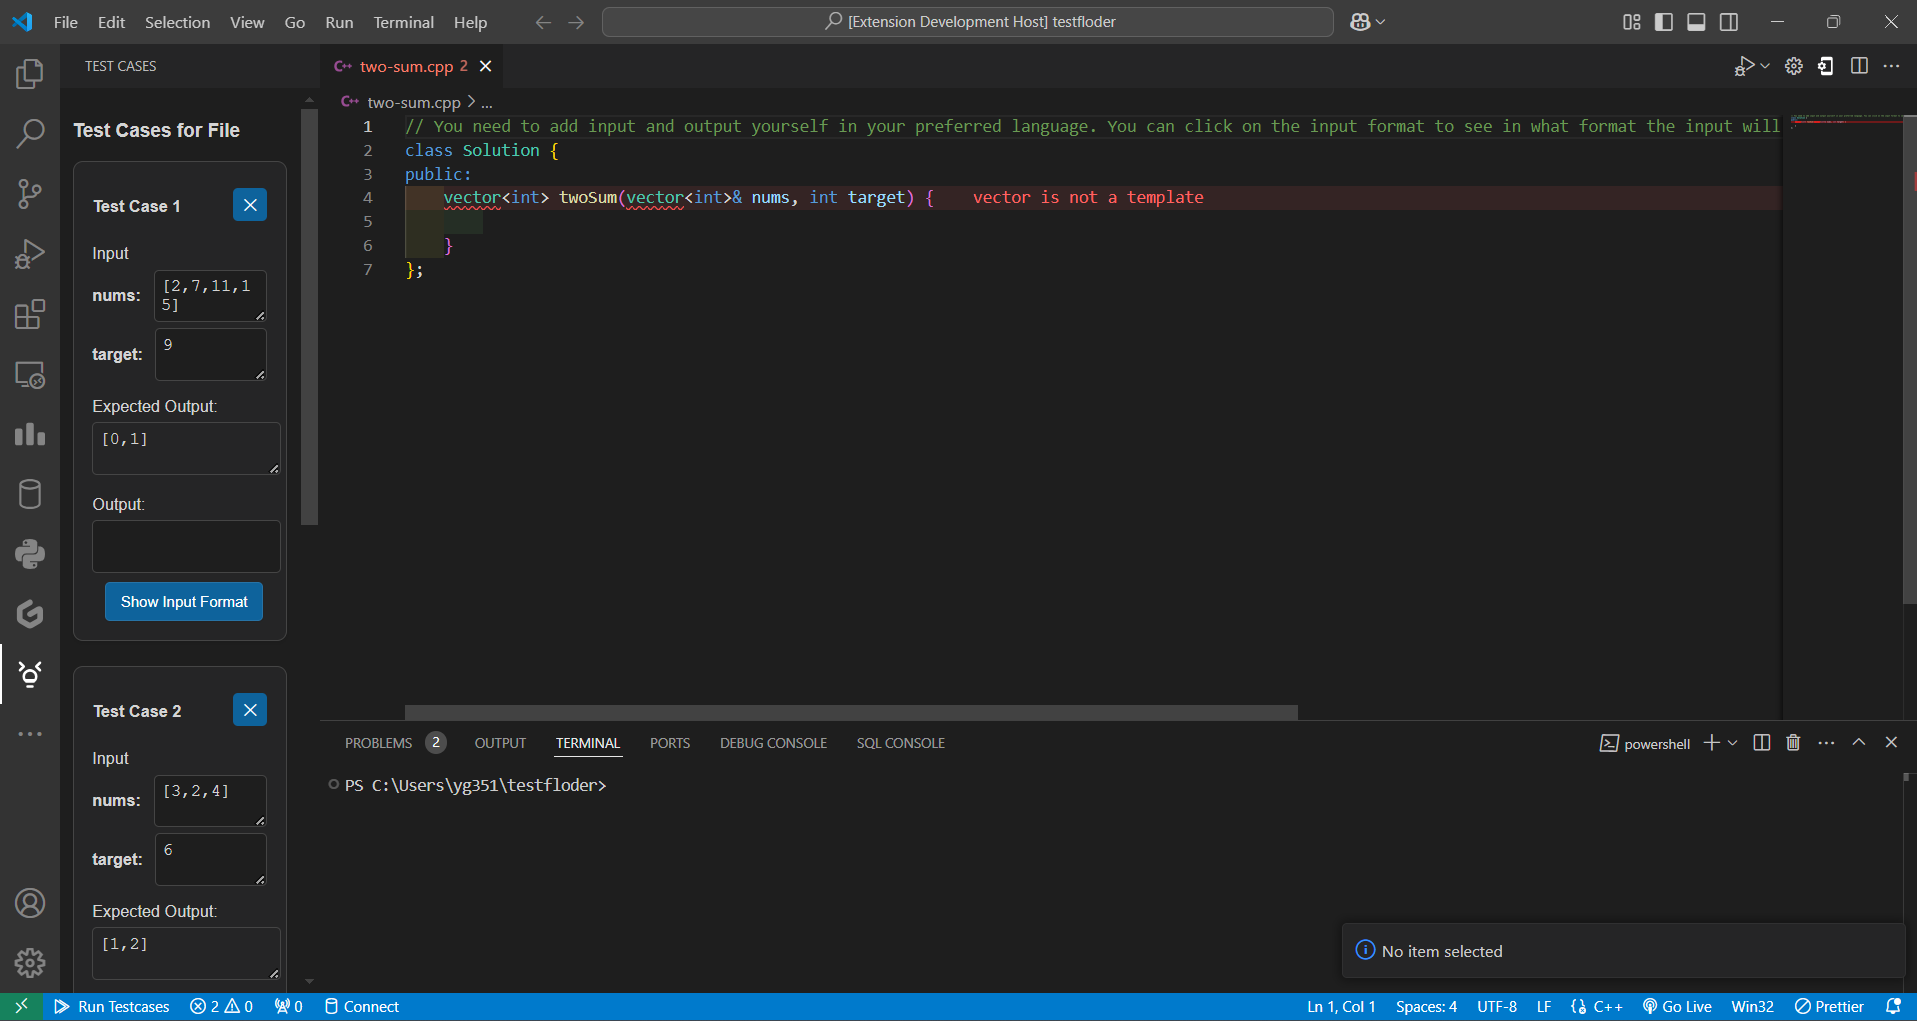 File Edit Selection View Go Run Terminal Help
[Extension Development Host] testfloder
TEST CASES
Test Cases for File
Test Case 1
Input
nums:
[2,7,11,1
5]
target:
9
Expected Output:
[0,1]
Output:
Show Input Format
Test Case 2
Input
nums:
[3,2,4]
target:
6
Expected Output:
[1,2]
C++ two-sum.cpp 2
C++ two-sum.cpp > ...
1 // You need to add input and output yourself in your preferred language. You can click on the input format to see in what format the input will
2 class Solution {
3 public:
4 vector<int> twoSum(vector<int>& nums, int target) { vector is not a template
5
6 }
7 };
PROBLEMS 2 OUTPUT TERMINAL PORTS DEBUG CONSOLE SQL CONSOLE
powershell
PS C:\Users\yg351\testfloder>
No item selected
Run Testcases 2 0 0 Connect
Ln 1, Col 1 Spaces: 4 UTF-8 LF C++ Go Live Win32 Prettier